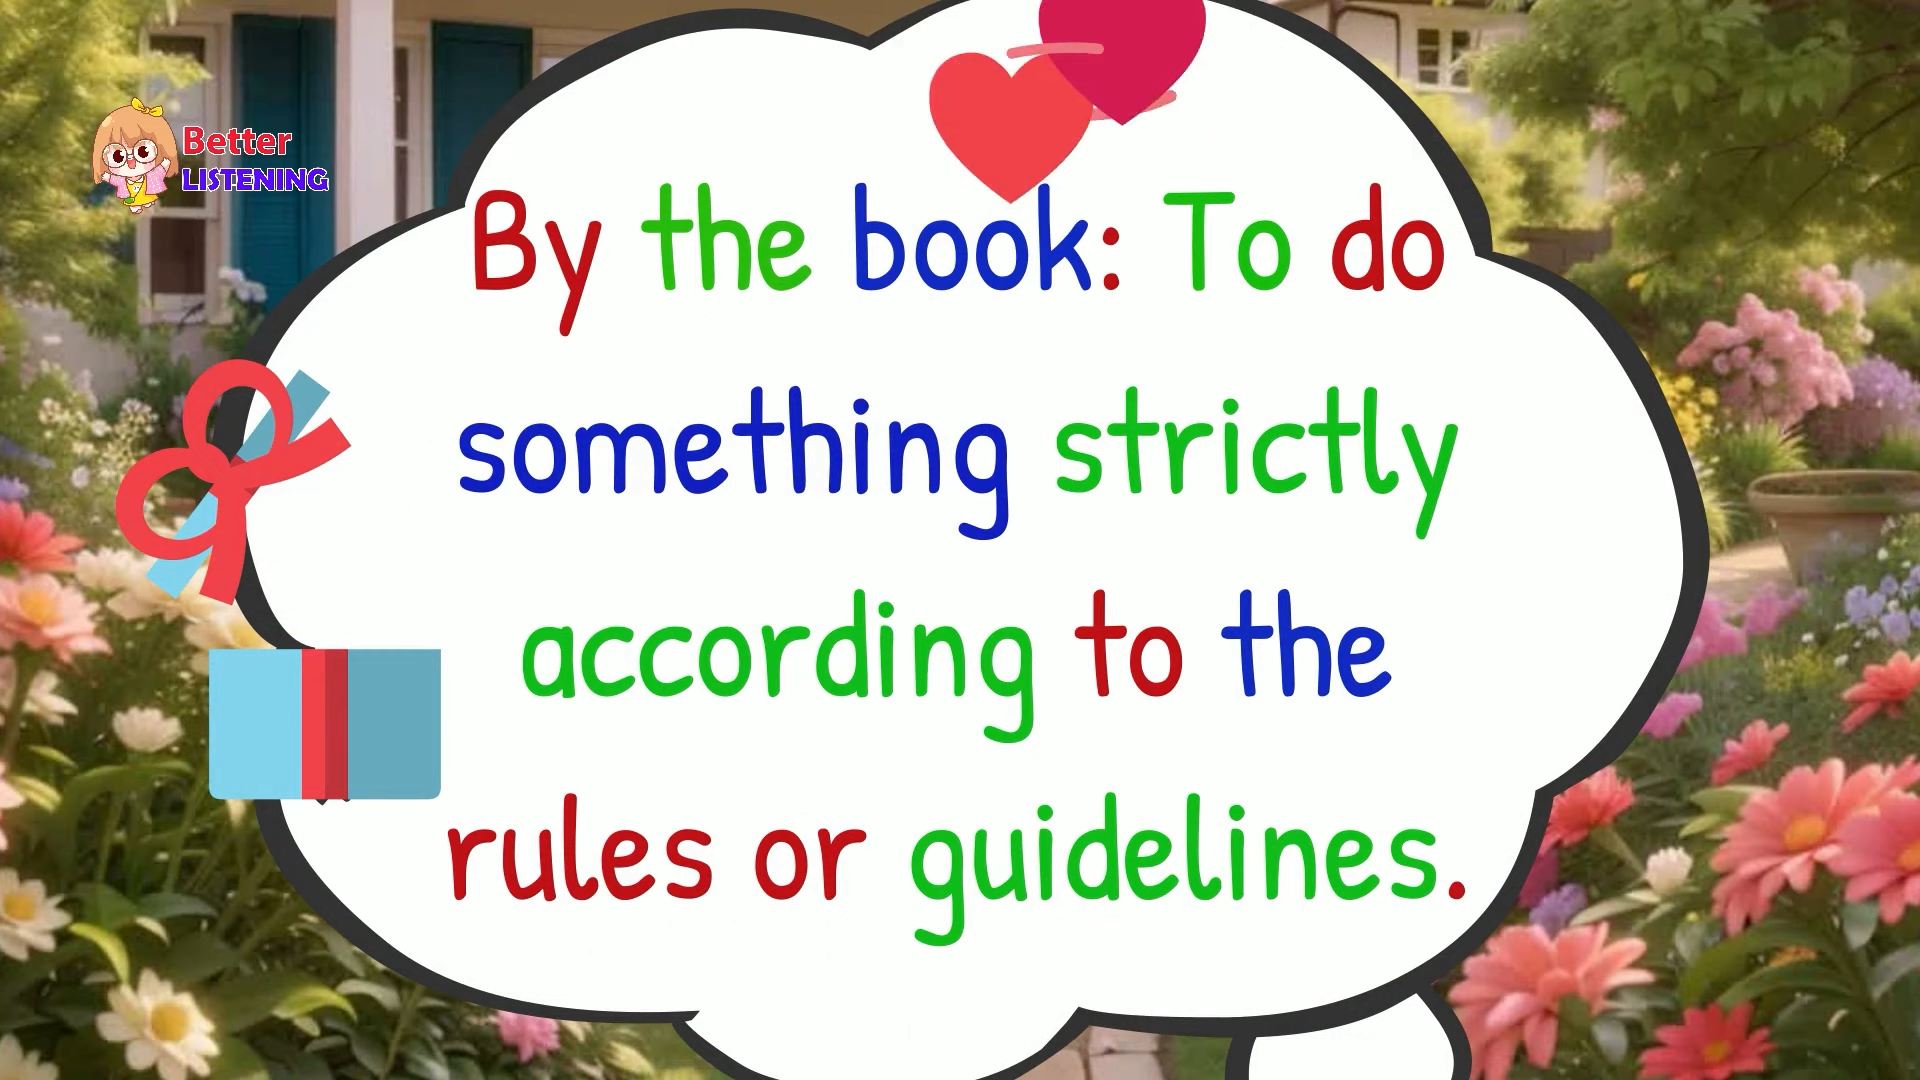 Better
LISTENING
By the book: To do
something strictly
according to the
rules or guidelines.